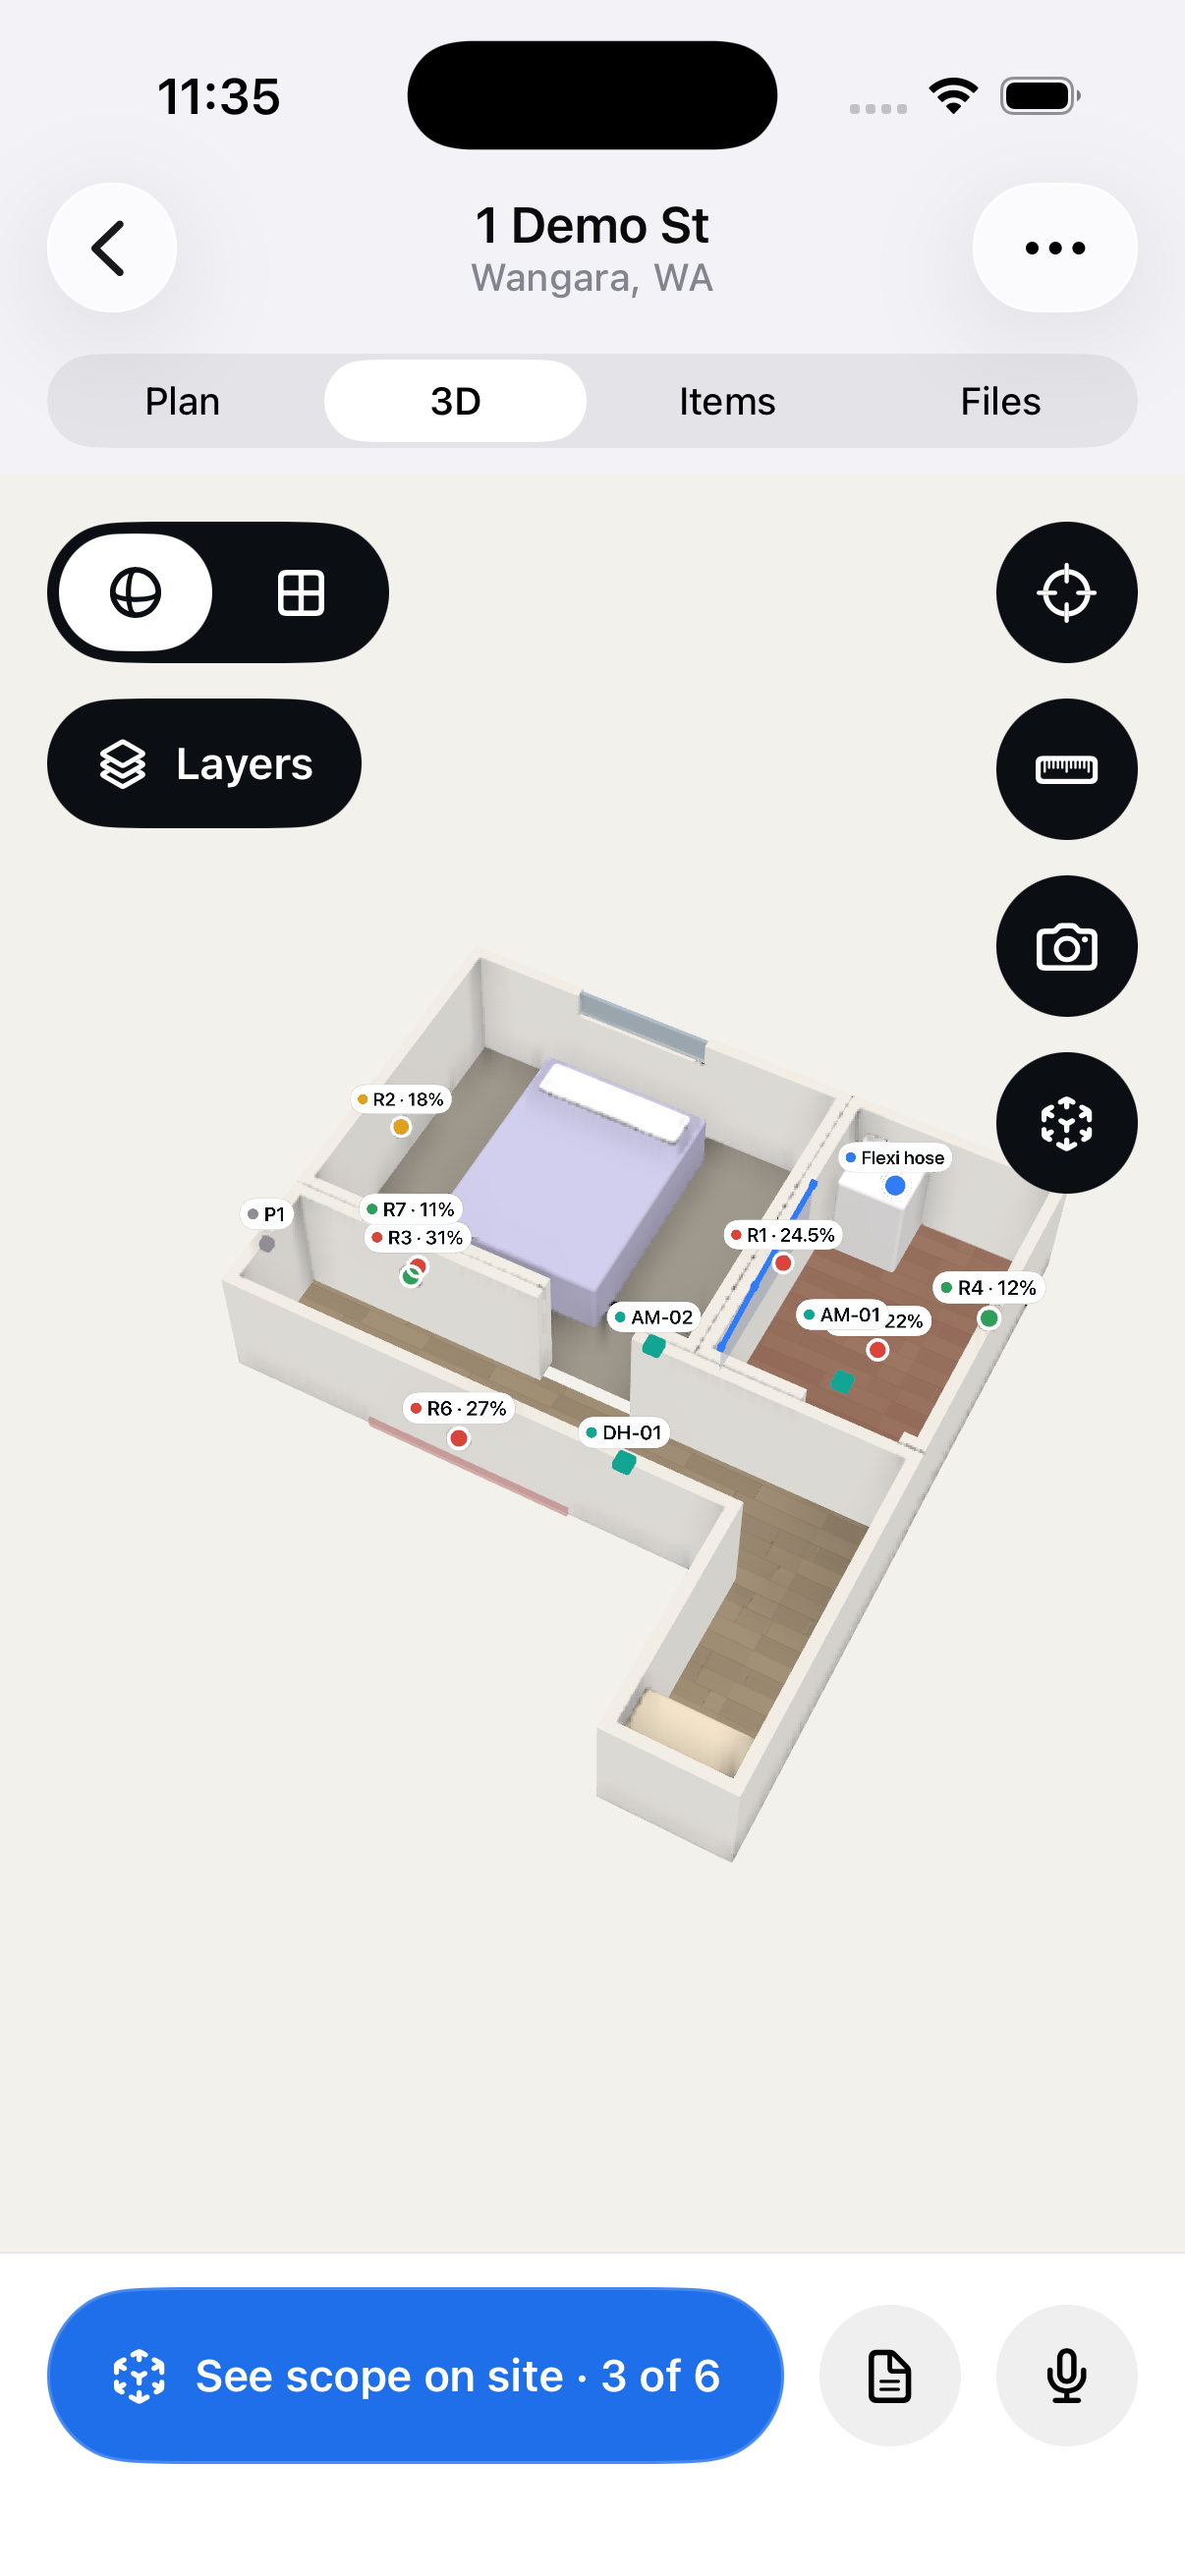 11:35
1 Demo St
Wangara, WA
Plan
3D
Items
Files
Layers
R2 · 18%
Flexi hose
P1
R7 · 11%
R3 · 31%
R1 · 24.5%
R4 · 12%
AM-02
AM-01
22%
R6 · 27%
DH-01
See scope on site · 3 of 6